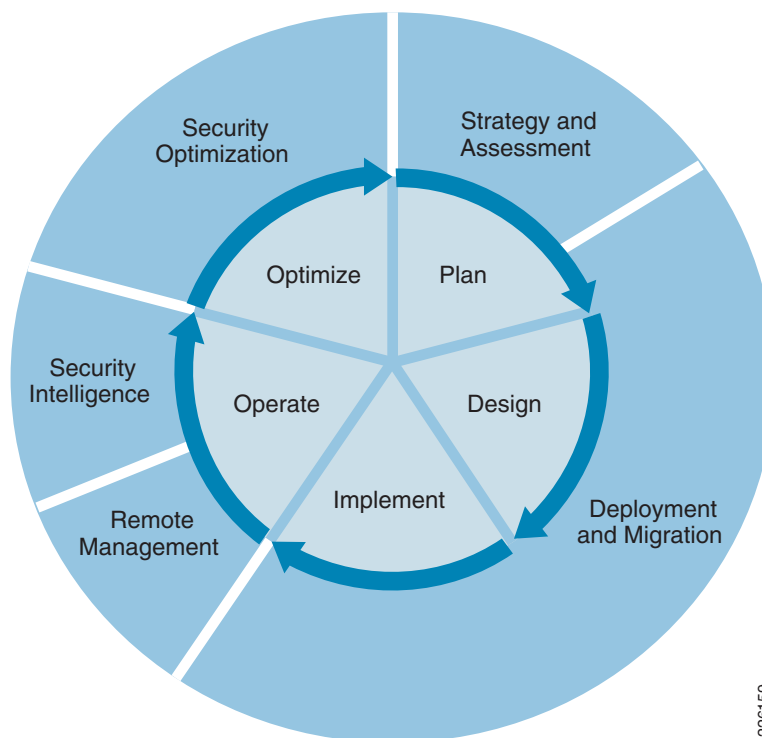 Security
Optimization
Strategy and
Assessment
Optimize
Plan
Security
Intelligence
Operate
Design
Implement
Remote
Management
Deployment
and Migration